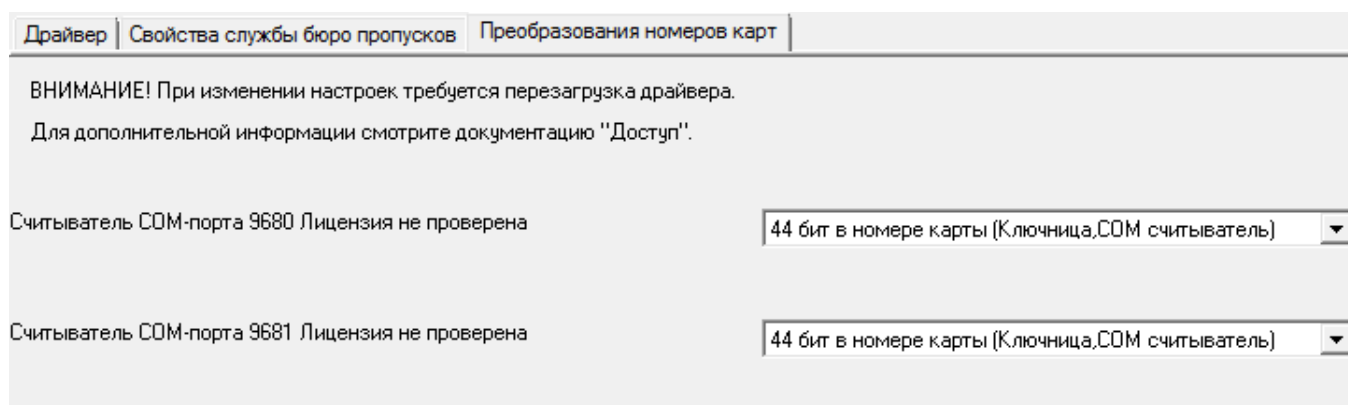 Драйвер
Свойства службы бюро пропусков
Преобразования номеров карт
ВНИМАНИЕ! При изменении настроек требуется перезагрузка драйвера.
Для дополнительной информации смотрите документацию "Доступ".
Считыватель COM-порта 9680 Лицензия не проверена
44 бит в номере карты (Ключница,COM считыватель)
Считыватель COM-порта 9681 Лицензия не проверена
44 бит в номере карты (Ключница,COM считыватель)